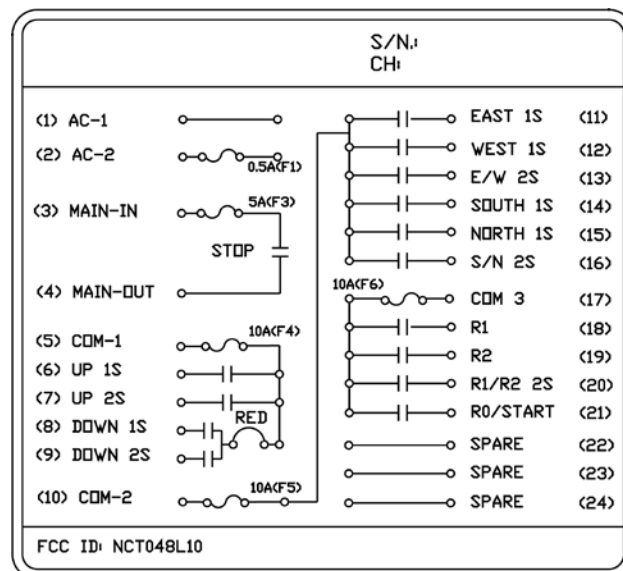 S/N.:
CH:
(1) AC-1
(2) AC-2
0.5A(F1)
(3) MAIN-IN
5A(F3)
STOP
(4) MAIN-OUT
(5) COM-1
10A(F4)
(6) UP 1S
(7) UP 2S
(8) DOWN 1S
RED
(9) DOWN 2S
(10) COM-2
10A(F5)
EAST 1S (11)
WEST 1S (12)
E/W 2S (13)
SOUTH 1S (14)
NORTH 1S (15)
S/N 2S (16)
10A(F6)
COM 3 (17)
R1 (18)
R2 (19)
R1/R2 2S (20)
R0/START (21)
SPARE (22)
SPARE (23)
SPARE (24)
FCC ID: NCT048L10